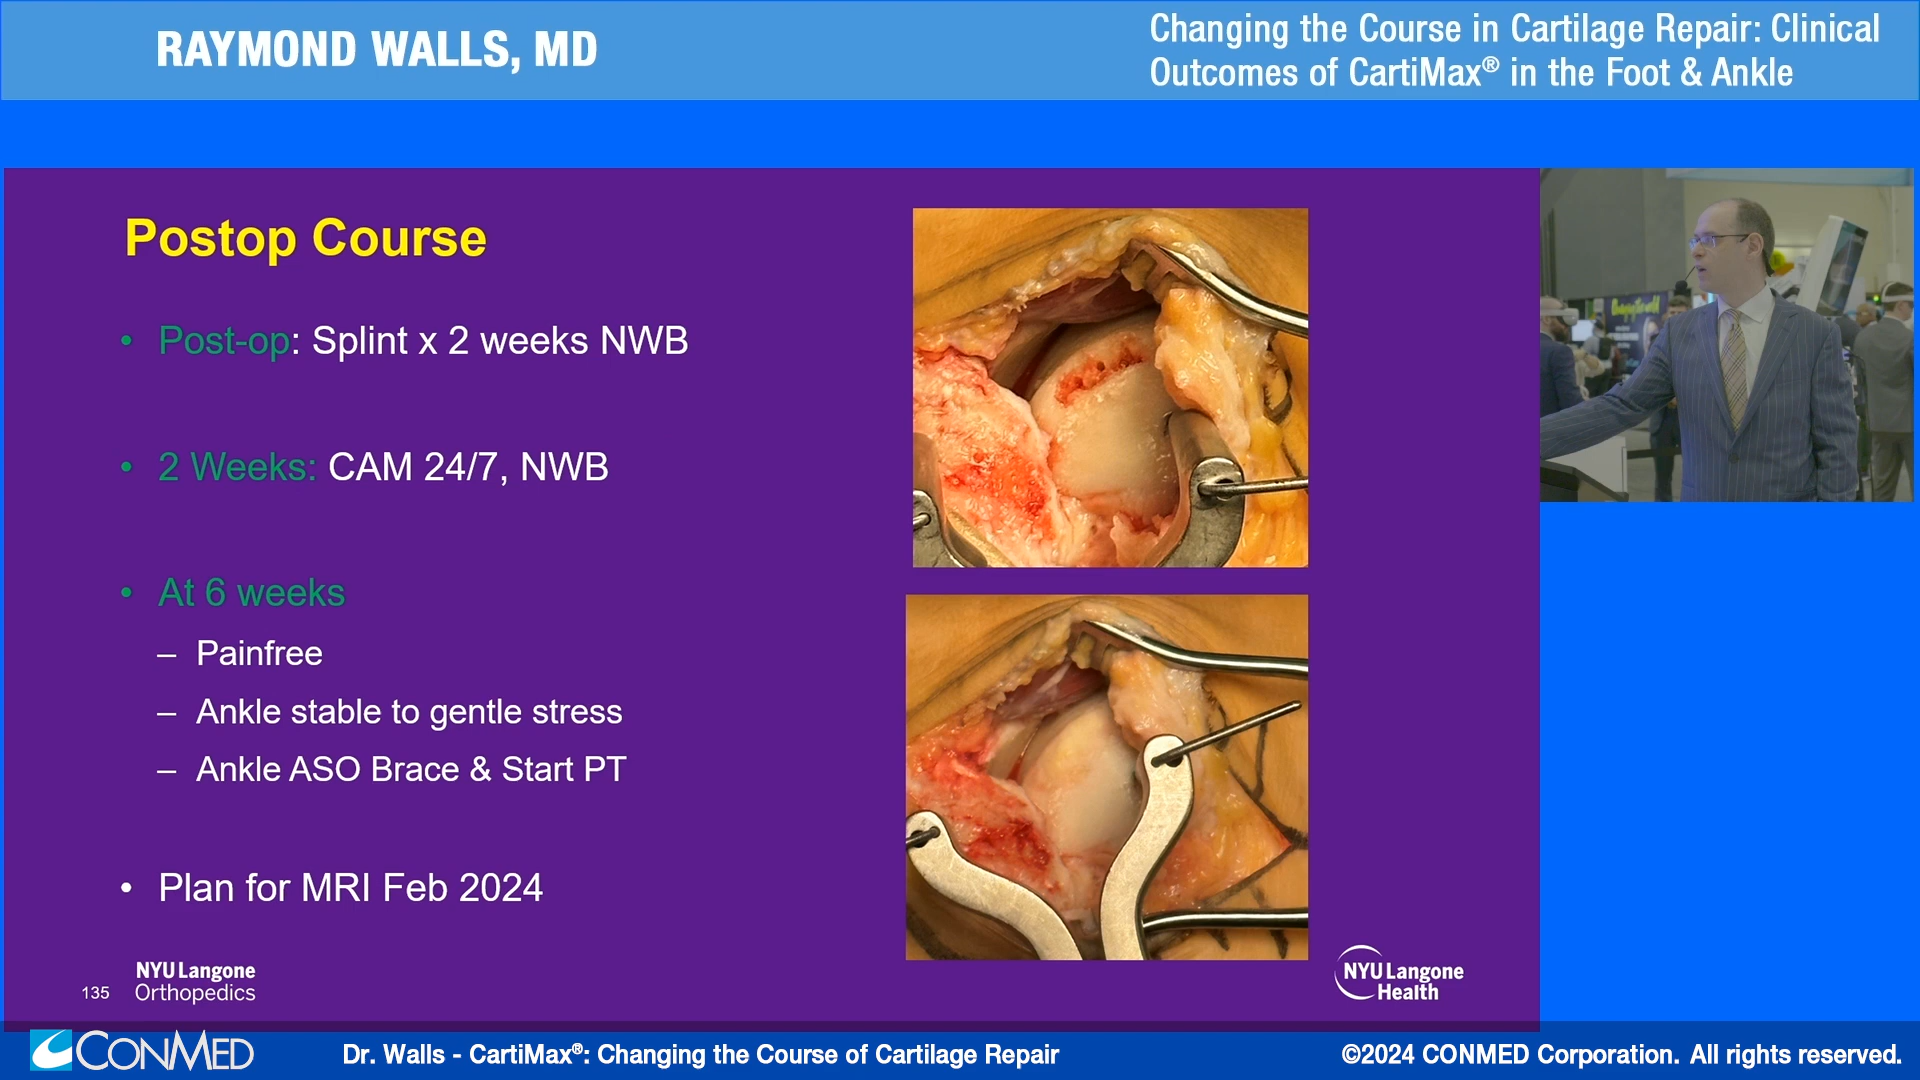 RAYMOND WALLS, MD
Changing the Course in Cartilage Repair: Clinical
Outcomes of CartiMax® in the Foot & Ankle
Postop Course
• Post-op: Splint x 2 weeks NWB
• 2 Weeks: CAM 24/7, NWB
• At 6 weeks
– Painfree
– Ankle stable to gentle stress
– Ankle ASO Brace & Start PT
• Plan for MRI Feb 2024
135
NYU Langone
Orthopedics
NYU Langone
Health
CONMED
Dr. Walls - CartiMax®: Changing the Course of Cartilage Repair
©2024 CONMED Corporation. All rights reserved.